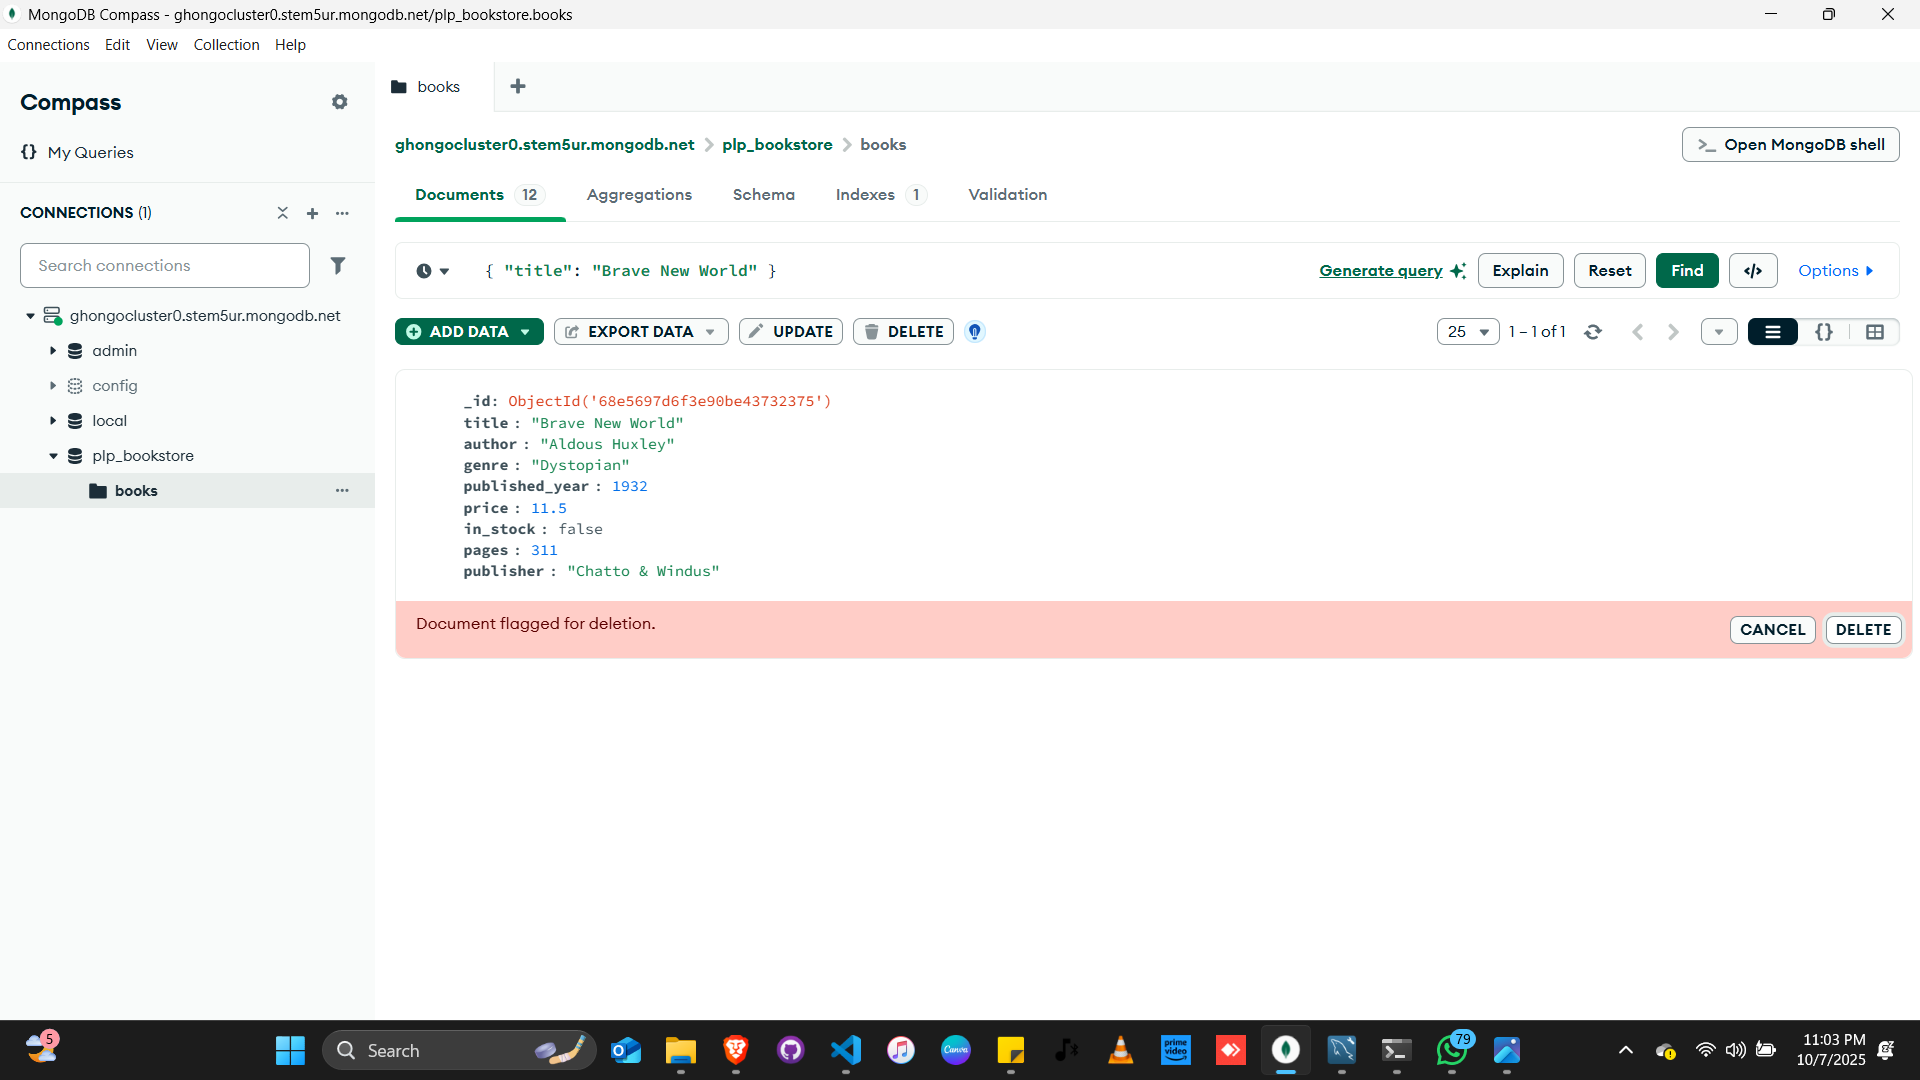 MongoDB Compass - ghongocluster0.stem5ur.mongodb.net/plp_bookstore.books
Connections Edit View Collection Help
Compass
books
{} My Queries
ghongocluster0.stem5ur.mongodb.net > plp_bookstore > books
>_ Open MongoDB shell
Documents 12 Aggregations Schema Indexes 1 Validation
CONNECTIONS (1)
Search connections
{ "title": "Brave New World" }
Generate query Explain Reset Find </> Options
ghongocluster0.stem5ur.mongodb.net
ADD DATA EXPORT DATA UPDATE DELETE
25 1 – 1 of 1 {}
admin
config
local
plp_bookstore
books
_id: ObjectId('68e5697d6f3e90be43732375')
title : "Brave New World"
author : "Aldous Huxley"
genre : "Dystopian"
published_year : 1932
price : 11.5
in_stock : false
pages : 311
publisher : "Chatto & Windus"
Document flagged for deletion.
CANCEL DELETE
5
Search
Canva
prime video
79
11:03 PM
10/7/2025